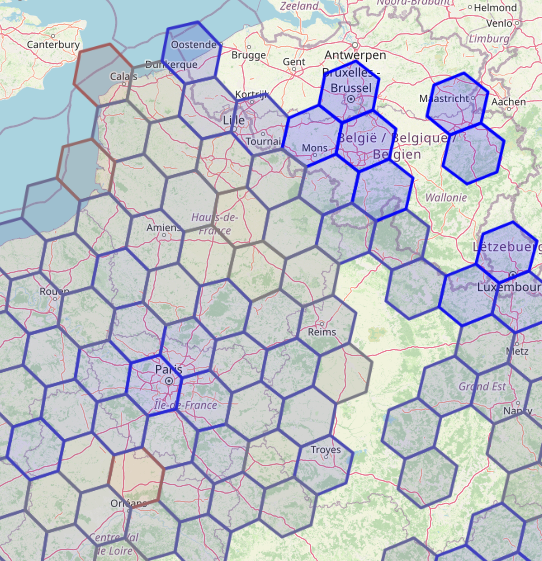 Zeeland
Noord-Brabant
Helmond
Venlo
Limburg
Canterbury
Oostende
Brugge
Antwerpen
Gent
Dunkerque
Calais
Bruxelles -
Brussel
Maastricht
Aachen
Kortrijk
Lille
Tournai
België / Belgique /
Belgien
Mons
Wallonie
Hauts-de-
France
Amiens
Lëtzebuerg
Luxembourg
Rouen
Reims
Metz
Paris
Île-de-France
Grand Est
Nancy
Troyes
Orléans
Centre-Val
de Loire